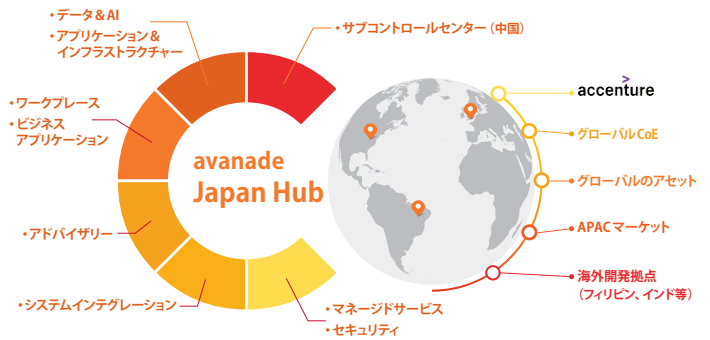 ・データ＆AI
・アプリケーション＆
インフラストラクチャー
・サブコントロールセンター（中国）
・ワークプレース
・ビジネス
アプリケーション
・アドバイザリー
・システムインテグレーション
・マネージドサービス
・セキュリティ
avanade
Japan Hub
>
accenture
グローバルCoE
グローバルのアセット
APACマーケット
海外開発拠点
（フィリピン、インド等）